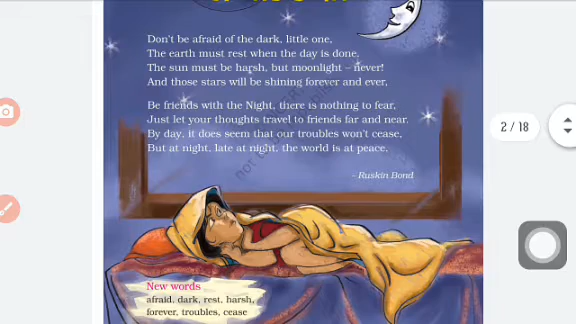 Don't be afraid of the dark, little one,
The earth must rest when the day is done.
The sun must be harsh, but moonlight – never!
And those stars will be shining forever and ever,
Be friends with the Night, there is nothing to fear,
Just let your thoughts travel to friends far and near.
By day, it does seem that our troubles won't cease,
But at night, late at night, the world is at peace.
~ Ruskin Bond
2 / 18
New words
afraid, dark, rest, harsh,
forever, troubles, cease